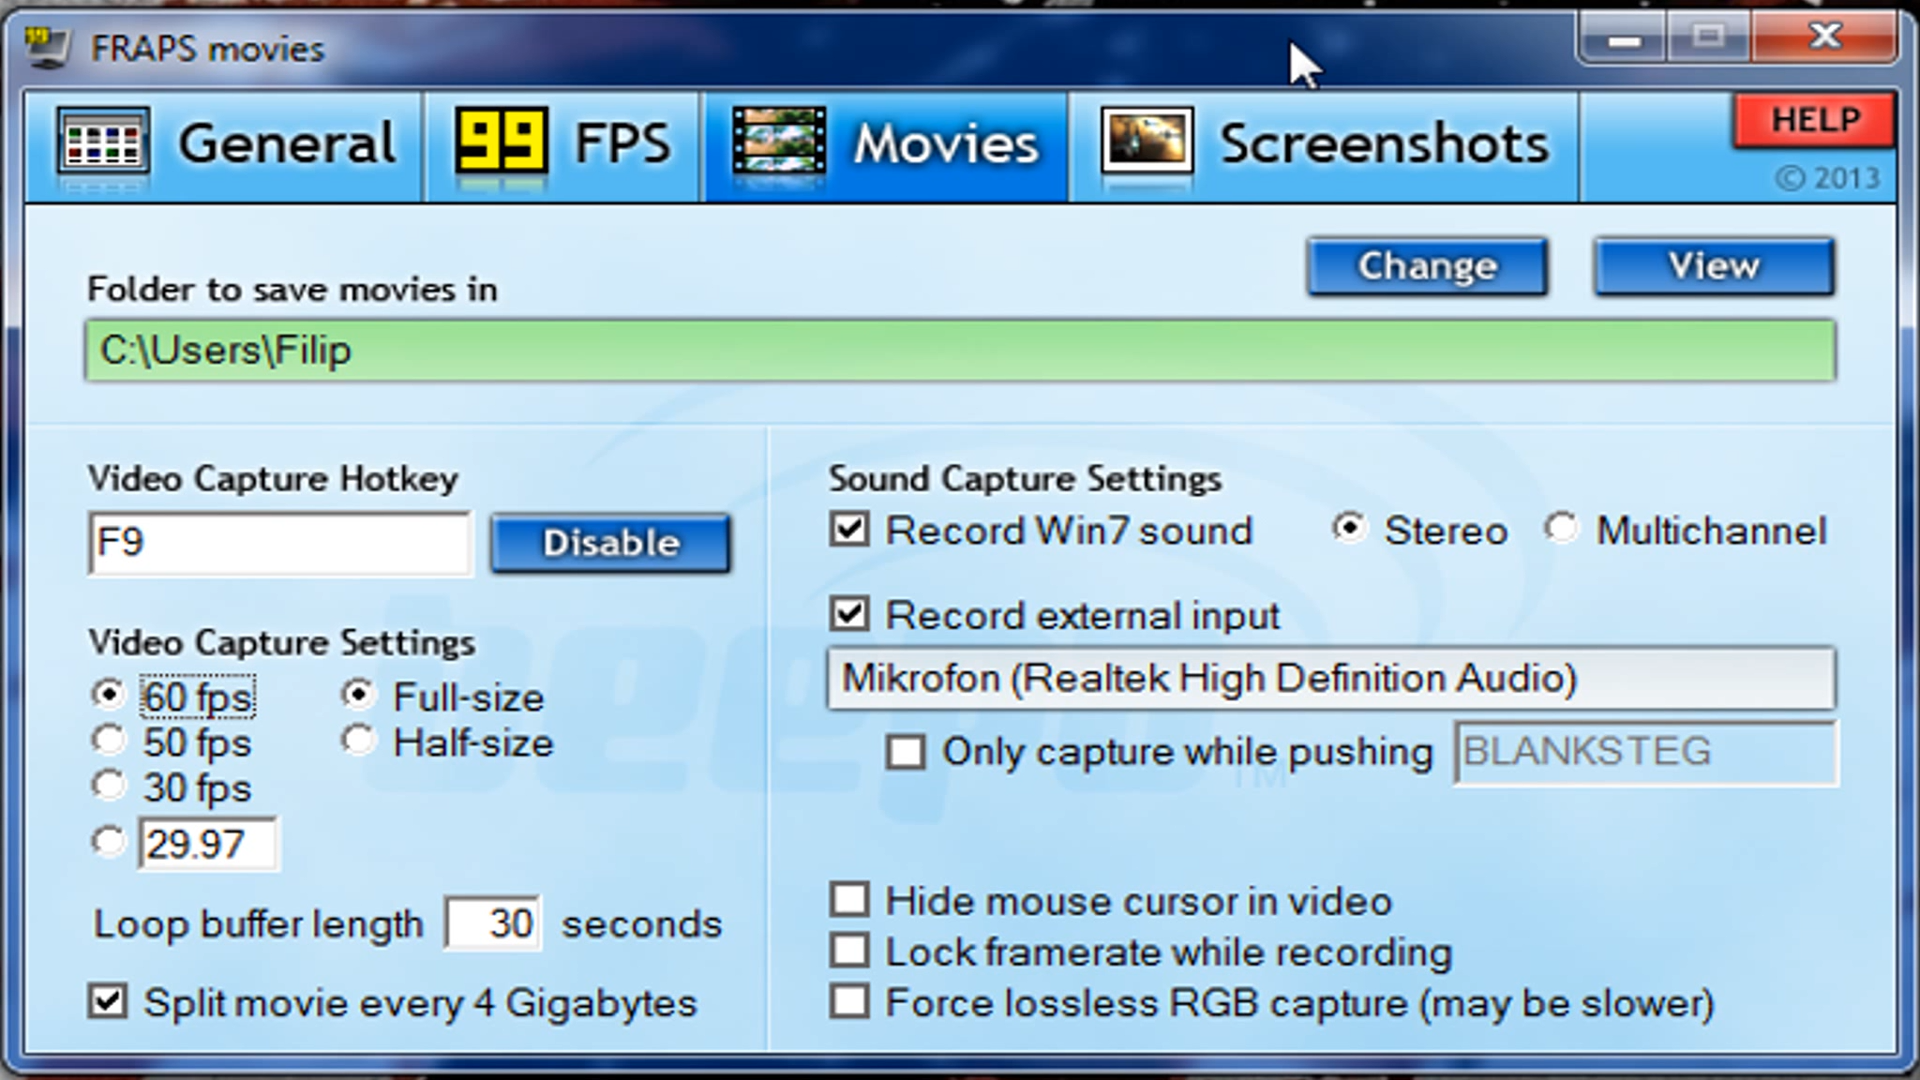 FRAPS movies
99
General
99
FPS
Movies
Screenshots
HELP
© 2013
Change
View
Folder to save movies in
C:\Users\Filip
Video Capture Hotkey
F9
Disable
Video Capture Settings
60 fps
Full-size
50 fps
Half-size
30 fps
29.97
Loop buffer length 30 seconds
Split movie every 4 Gigabytes
Sound Capture Settings
Record Win7 sound
Stereo
Multichannel
Record external input
Mikrofon (Realtek High Definition Audio)
Only capture while pushing
BLANKSTEG
Hide mouse cursor in video
Lock framerate while recording
Force lossless RGB capture (may be slower)
beepa
TM